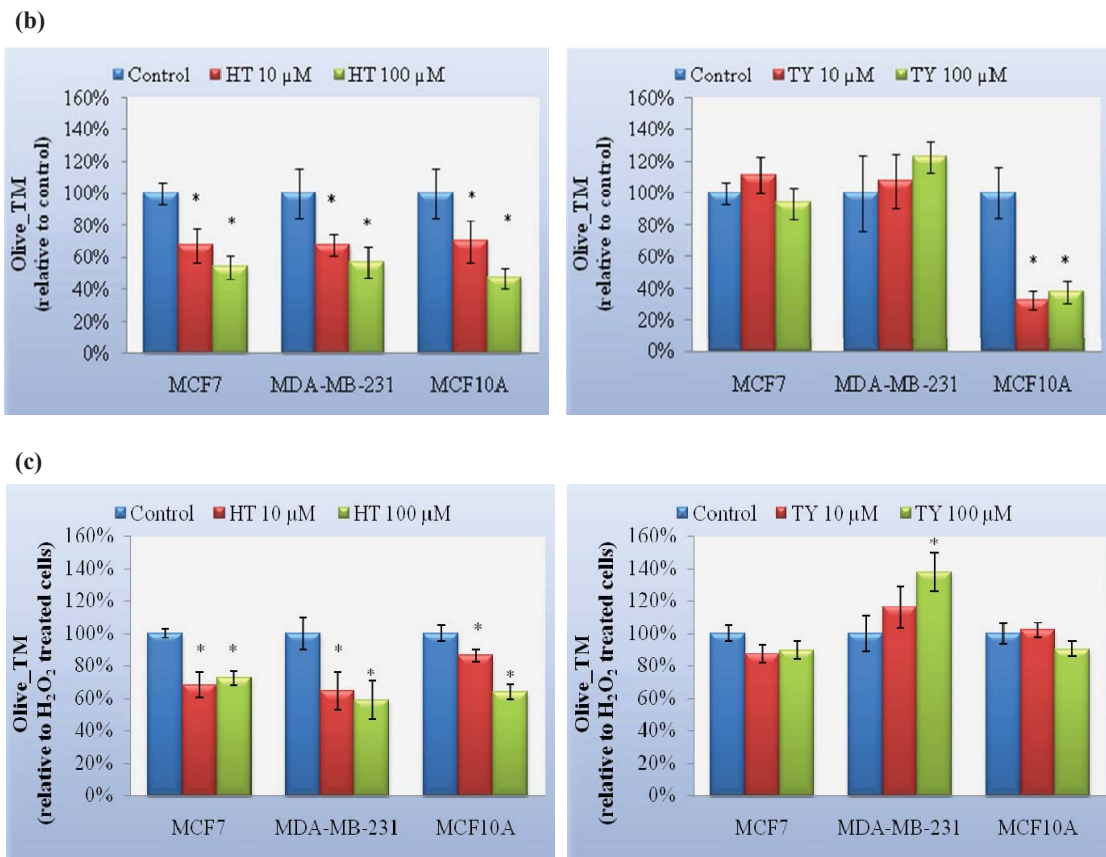 (b)
Control HT 10 µM HT 100 µM
160%
140%
120%
100%
80%
60%
40%
20%
0%
Olive_TM
(relative to control)
* * * * * *
MCF7 MDA-MB-231 MCF10A
Control TY 10 µM TY 100 µM
160%
140%
120%
100%
80%
60%
40%
20%
0%
Olive_TM
(relative to control)
* *
MCF7 MDA-MB-231 MCF10A
(c)
Control HT 10 µM HT 100 µM
160%
140%
120%
100%
80%
60%
40%
20%
0%
Olive_TM
(relative to H₂O₂ treated cells)
* * * * * *
MCF7 MDA-MB-231 MCF10A
Control TY 10 µM TY 100 µM
160%
140%
120%
100%
80%
60%
40%
20%
0%
Olive_TM
(relative to H₂O₂ treated cells)
*
MCF7 MDA-MB-231 MCF10A